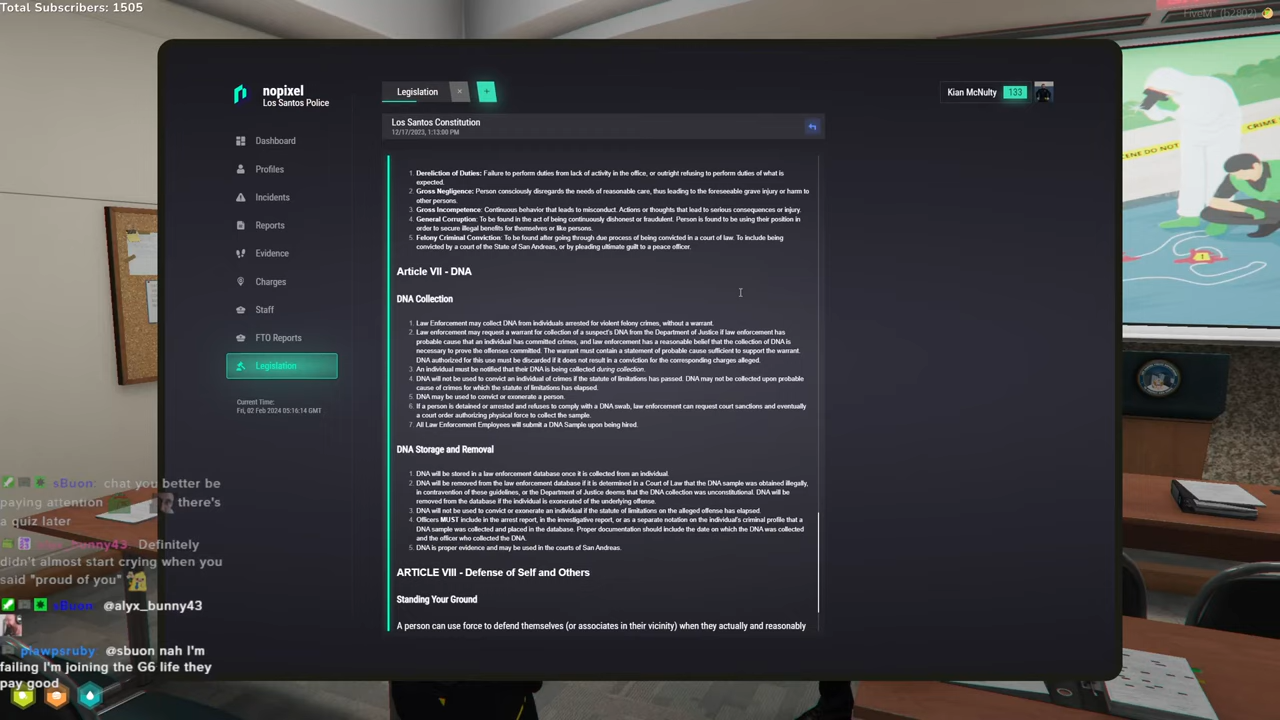 Total Subscribers: 1505
FiveM® (b2802)
nopixel
Los Santos Police
Legislation
×
+
Kian McNulty 133
Los Santos Constitution
12/17/2023, 1:13:00 PM
Dashboard
Profiles
Incidents
Reports
Evidence
Charges
Staff
FTO Reports
Legislation
Current Time:
Fri, 02 Feb 2024 05:16:14 GMT
1. Dereliction of Duties: Failure to perform duties from lack of activity in the office, or outright refusing to perform duties of what is
expected.
2. Gross Negligence: Person consciously disregards the needs of reasonable care, thus leading to the foreseeable grave injury or harm to
other persons.
3. Gross Incompetence: Continuous behavior that leads to misconduct. Actions or thoughts that lead to serious consequences or injury.
4. General Corruption: To be found in the act of being continuously dishonest or fraudulent. Person is found to be using their position in
order to secure illegal benefits for themselves or like persons.
5. Felony Criminal Conviction: To be found after going through due process of being convicted in a court of law. To include being
convicted by a court of the State of San Andreas, or by pleading ultimate guilt to a peace officer.
Article VII - DNA
DNA Collection
1. Law Enforcement may collect DNA from individuals arrested for violent felony crimes, without a warrant.
2. Law enforcement may request a warrant for collection of a suspect's DNA from the Department of Justice if law enforcement has
probable cause that an individual has committed crimes, and law enforcement has a reasonable belief that the collection of DNA is
necessary to prove the offenses committed. The warrant must contain a statement of probable cause sufficient to support the warrant.
DNA authorized for this use must be discarded if it does not result in a conviction for the corresponding charges alleged.
3. An individual must be notified that their DNA is being collected during collection.
4. DNA will not be used to convict an individual of crimes if the statute of limitations has passed. DNA may not be collected upon probable
cause of crimes for which the statute of limitations has elapsed.
5. DNA may be used to convict or exonerate a person.
6. If a person is detained or arrested and refuses to comply with a DNA swab, law enforcement can request court sanctions and eventually
a court order authorizing physical force to collect the sample.
7. All Law Enforcement Employees will submit a DNA Sample upon being hired.
DNA Storage and Removal
1. DNA will be stored in a law enforcement database once it is collected from an individual.
2. DNA will be removed from the law enforcement database if it is determined in a Court of Law that the DNA sample was obtained illegally,
in contravention of these guidelines, or the Department of Justice deems that the DNA collection was unconstitutional. DNA will be
removed from the database if the individual is exonerated of the underlying offense.
3. DNA will not be used to convict or exonerate an individual if the statute of limitations on the alleged offense has elapsed.
4. Officers MUST include in the arrest report, in the investigative report, or as a separate notation on the individual's criminal profile that a
DNA sample was collected and placed in the database. Proper documentation should include the date on which the DNA was collected
and the officer who collected the DNA.
5. DNA is proper evidence and may be used in the courts of San Andreas.
ARTICLE VIII - Defense of Self and Others
Standing Your Ground
A person can use force to defend themselves (or associates in their vicinity) when they actually and reasonably
sBuon: chat you better be
paying attention there's
a quiz later
Definitely
didn't almost start crying when you
said "proud of you"
sBuon: @alyx_bunny43
plawpsruby: @sbuon nah I'm
failing I'm joining the G6 life they
pay good